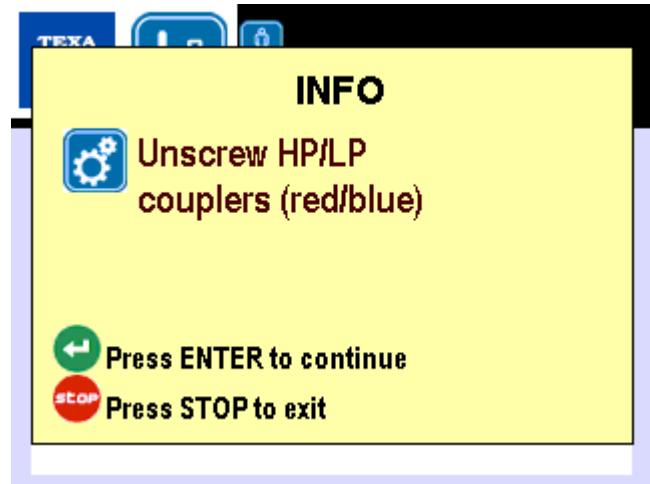 TEXA
INFO
Unscrew HP/LP
couplers (red/blue)
Press ENTER to continue
stop Press STOP to exit